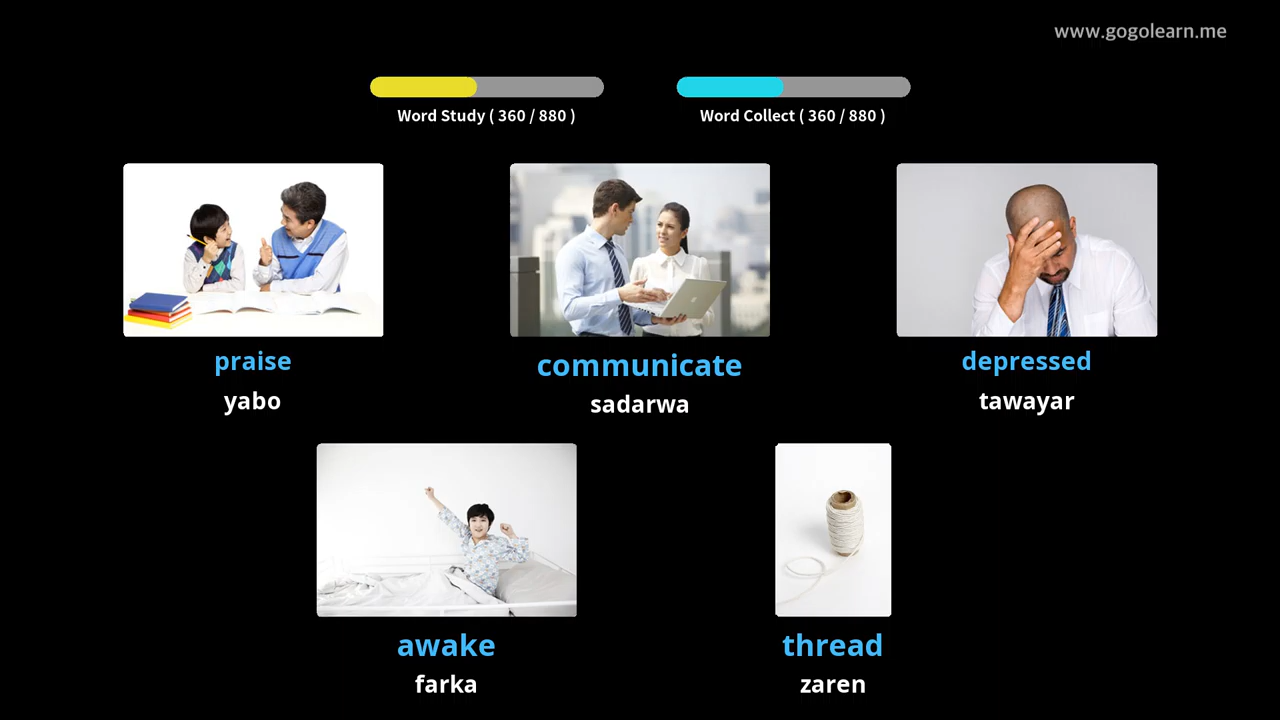 www.gogolearn.me
Word Study ( 360 / 880 )
Word Collect ( 360 / 880 )
praise
yabo
communicate
sadarwa
depressed
tawayar
awake
farka
thread
zaren